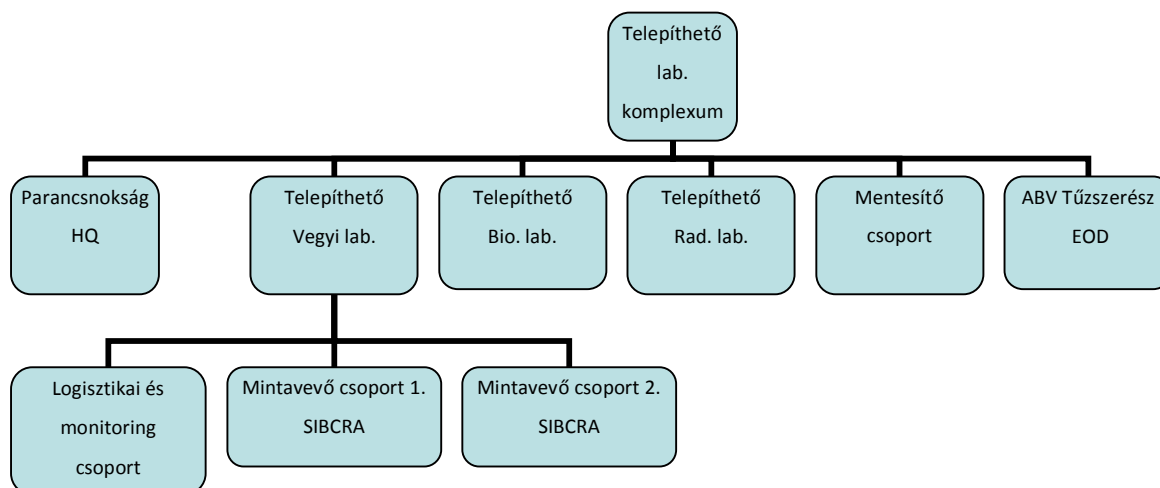 Telepíthető
lab.
komplexum
Parancsnokság
HQ
Telepíthető
Vegyi lab.
Telepíthető
Bio. lab.
Telepíthető
Rad. lab.
Mentesítő
csoport
ABV Tűzszerész
EOD
Logisztikai és
monitoring
csoport
Mintavevő csoport 1.
SIBCRA
Mintavevő csoport 2.
SIBCRA